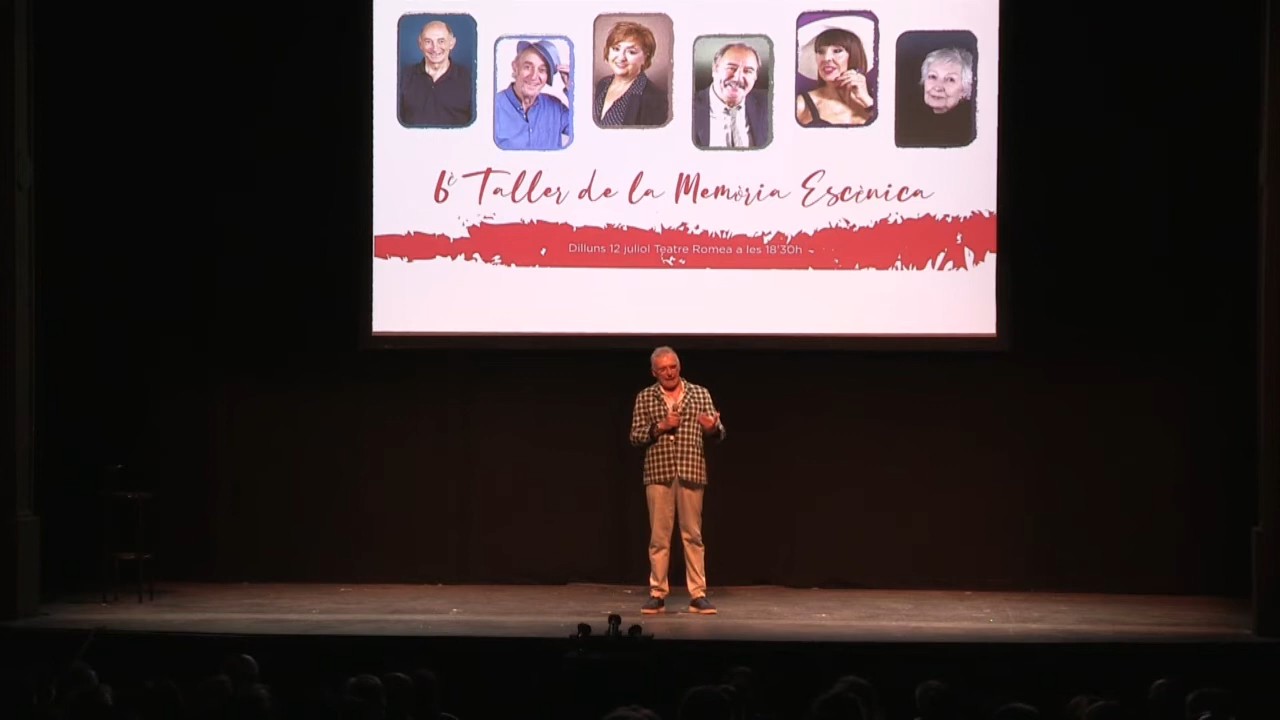 6è Taller de la Memòria Escènica
Dilluns 12 juliol Teatre Romea a les 18'30h